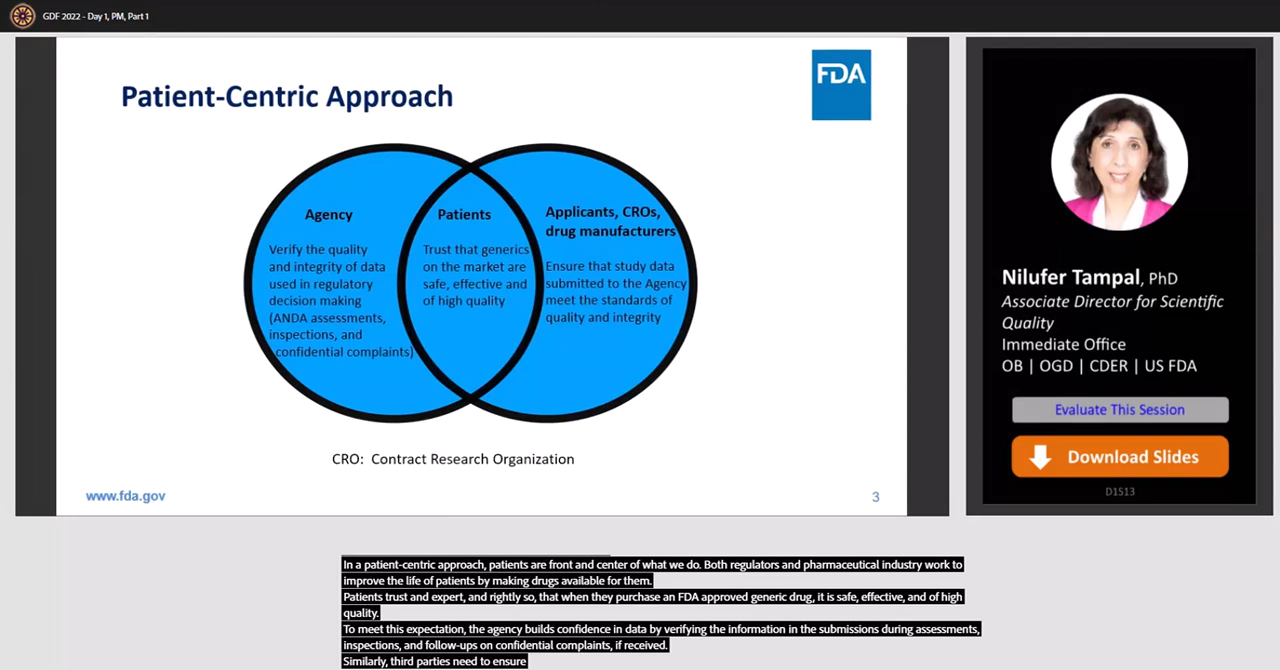 GDF 2022 - Day 1, PM, Part 1
Patient-Centric Approach
FDA
Agency
Verify the quality
and integrity of data
used in regulatory
decision making
(ANDA assessments,
inspections, and
confidential complaints)
Patients
Trust that generics
on the market are
safe, effective and
of high quality
Applicants, CROs,
drug manufacturers
Ensure that study data
submitted to the Agency
meet the standards of
quality and integrity
CRO: Contract Research Organization
www.fda.gov
3
Nilufer Tampal, PhD
Associate Director for Scientific
Quality
Immediate Office
OB | OGD | CDER | US FDA
Evaluate This Session
Download Slides
D1S13
In a patient-centric approach, patients are front and center of what we do. Both regulators and pharmaceutical industry work to
improve the life of patients by making drugs available for them.
Patients trust and expert, and rightly so, that when they purchase an FDA approved generic drug, it is safe, effective, and of high
quality.
To meet this expectation, the agency builds confidence in data by verifying the information in the submissions during assessments,
inspections, and follow-ups on confidential complaints, if received.
Similarly, third parties need to ensure